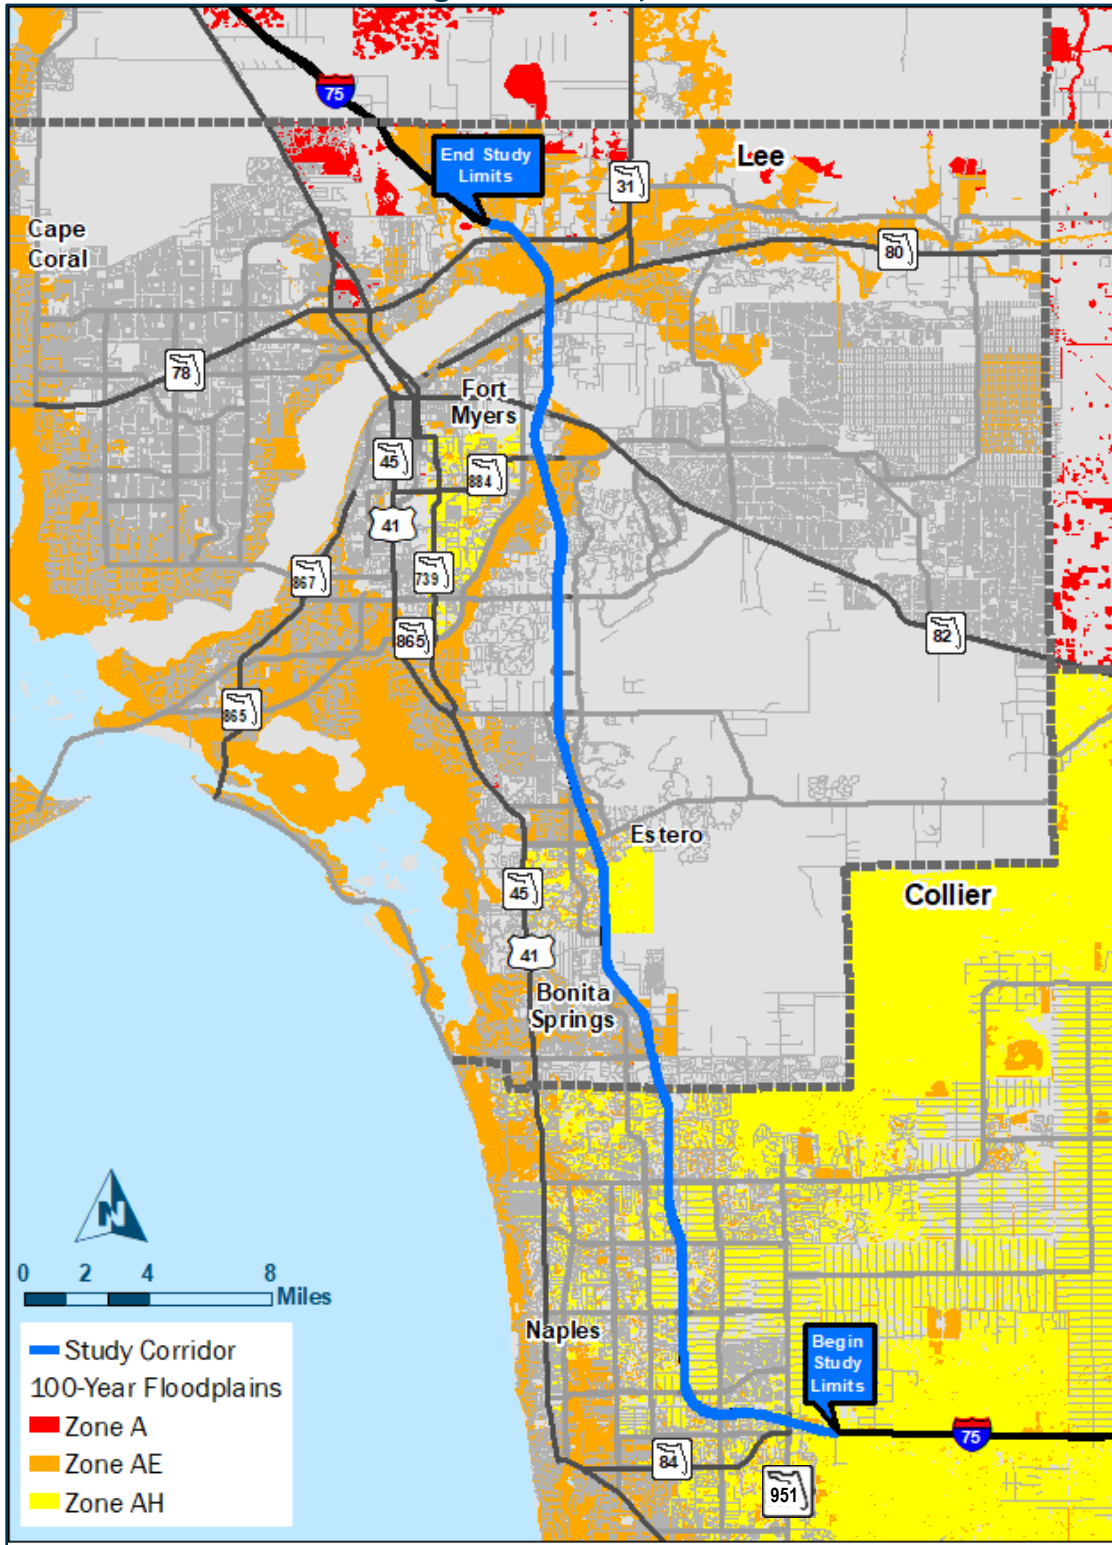 75
End Study
Limits
Lee
31
Cape
Coral
80
78
Fort
Myers
45
884
41
867
739
865
82
865
Estero
45
Collier
41
Bonita
Springs
N
0 2 4 8
Miles
Naples
Begin
Study
Limits
Study Corridor
100-Year Floodplains
Zone A
Zone AE
Zone AH
75
84
951